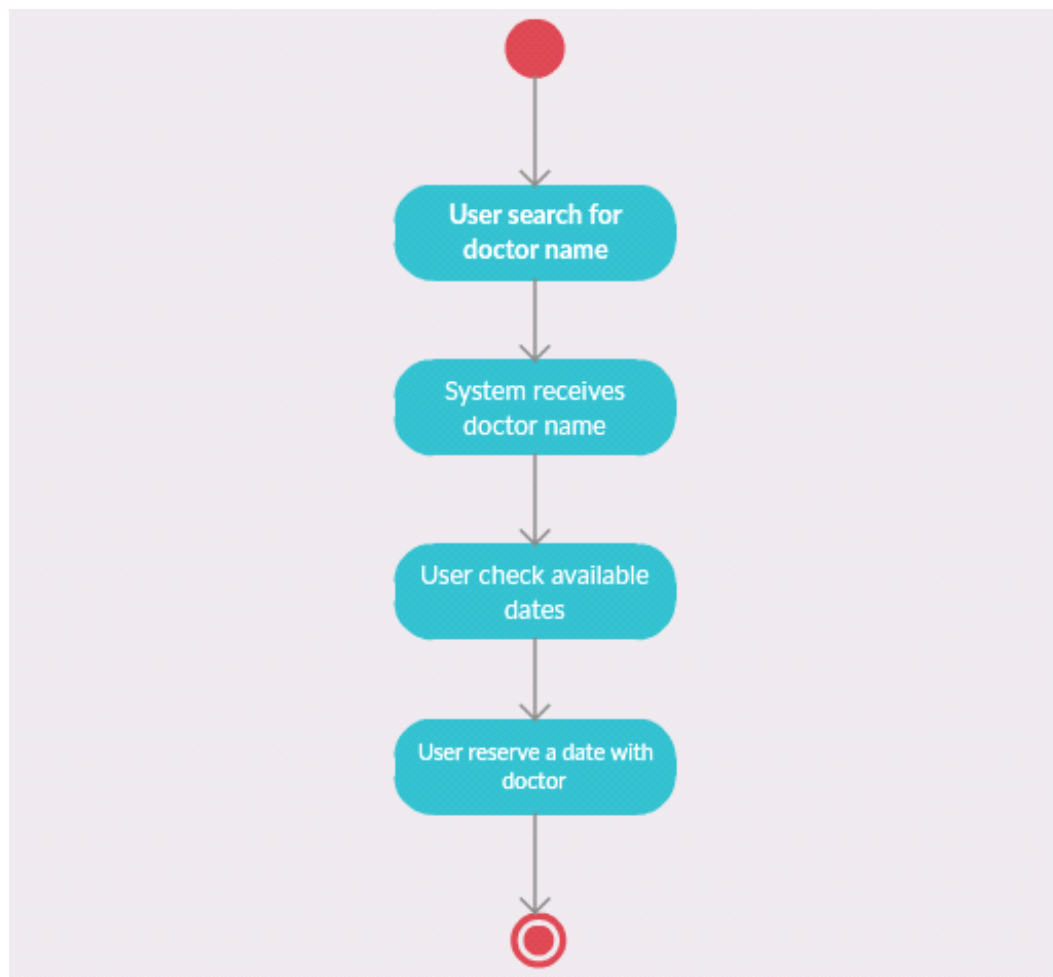 User search for
doctor name
System receives
doctor name
User check available
dates
User reserve a date with
doctor